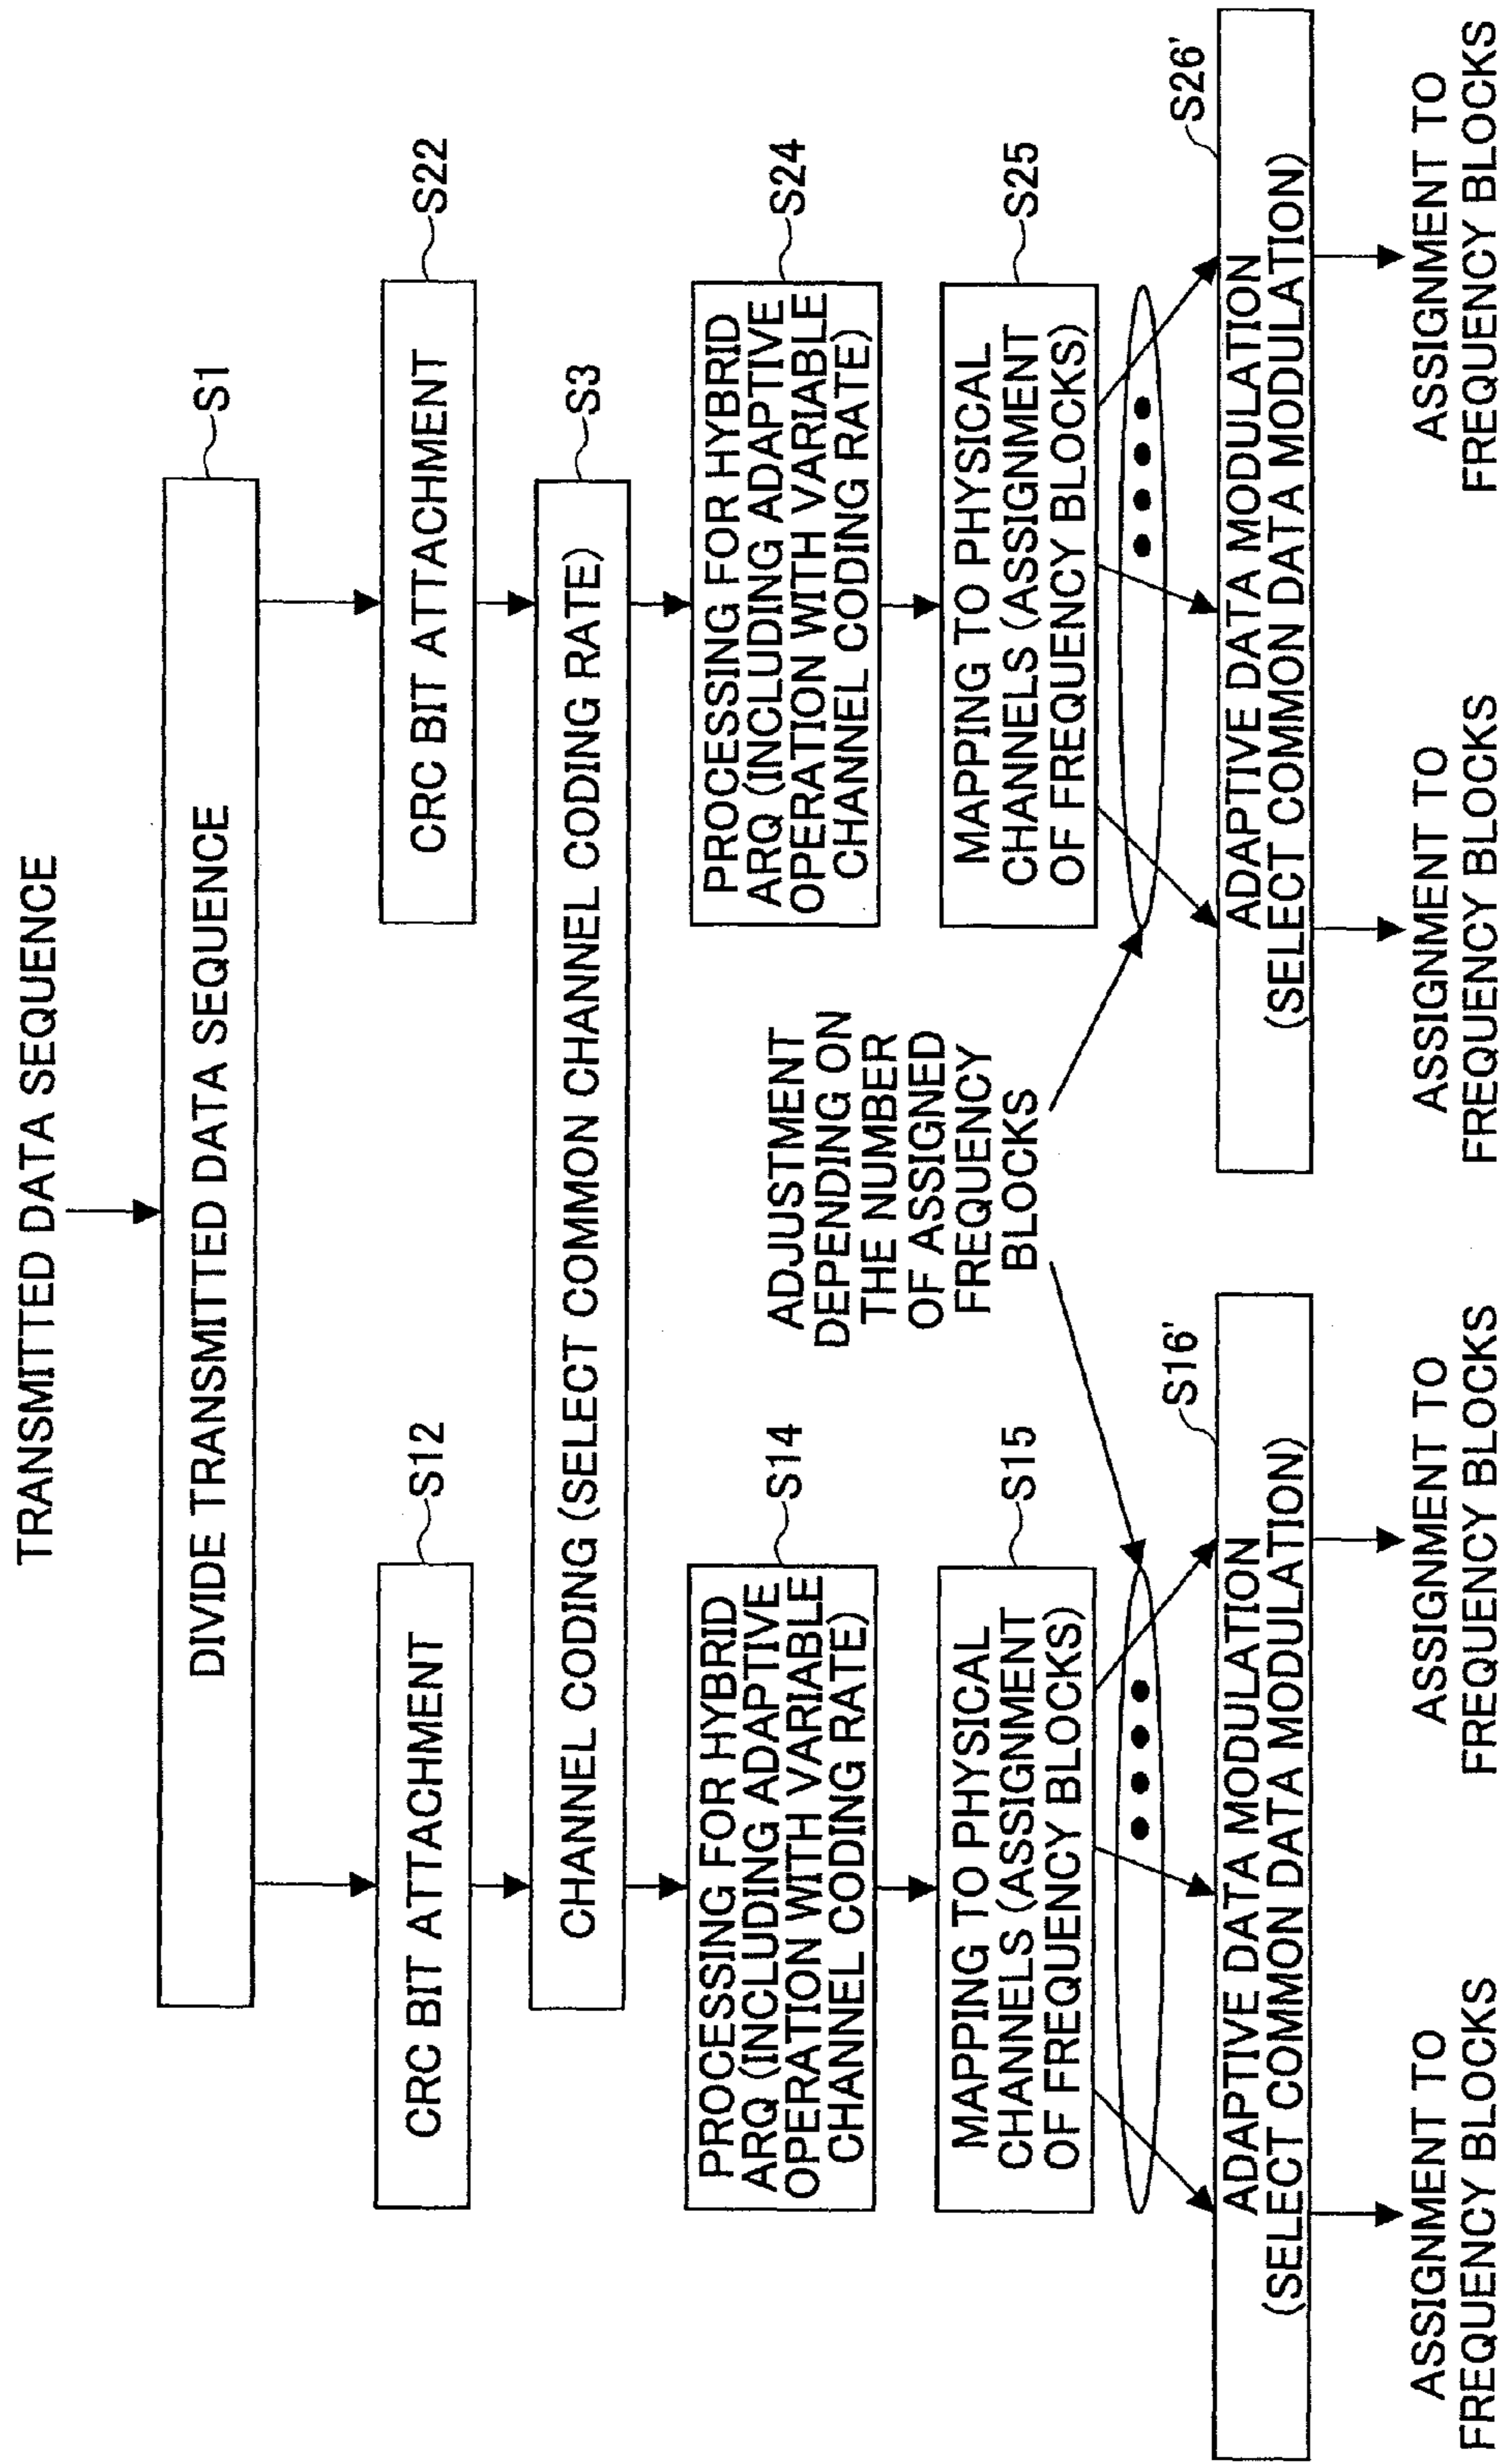 TRANSMITTED DATA SEQUENCE
DIVIDE TRANSMITTED DATA SEQUENCE
S1
CRC BIT ATTACHMENT
S12
CRC BIT ATTACHMENT
S22
CHANNEL CODING (SELECT COMMON CHANNEL CODING RATE)
S3
PROCESSING FOR HYBRID
ARQ (INCLUDING ADAPTIVE
OPERATION WITH VARIABLE
CHANNEL CODING RATE)
S14
PROCESSING FOR HYBRID
ARQ (INCLUDING ADAPTIVE
OPERATION WITH VARIABLE
CHANNEL CODING RATE)
S24
MAPPING TO PHYSICAL
CHANNELS (ASSIGNMENT
OF FREQUENCY BLOCKS)
S15
ADJUSTMENT
DEPENDING ON
THE NUMBER
OF ASSIGNED
FREQUENCY
BLOCKS
MAPPING TO PHYSICAL
CHANNELS (ASSIGNMENT
OF FREQUENCY BLOCKS)
S25
ADAPTIVE DATA MODULATION
(SELECT COMMON DATA MODULATION)
S16'
ADAPTIVE DATA MODULATION
(SELECT COMMON DATA MODULATION)
S26'
ASSIGNMENT TO
FREQUENCY BLOCKS
ASSIGNMENT TO
FREQUENCY BLOCKS
ASSIGNMENT TO
FREQUENCY BLOCKS
ASSIGNMENT TO
FREQUENCY BLOCKS